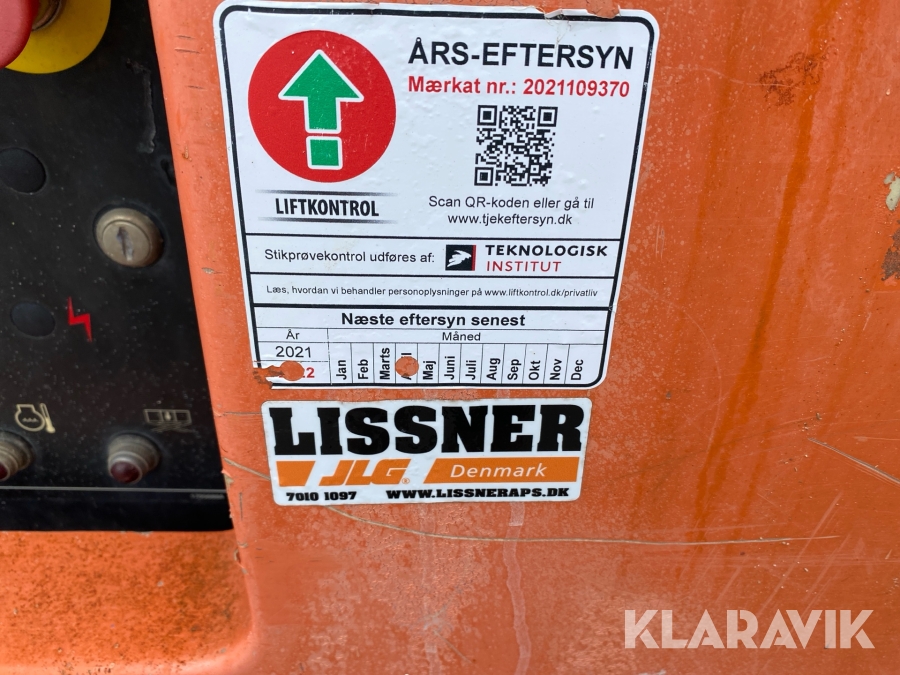 ÅRS-EFTERSYN
Mærkat nr.: 2021109370
LIFTKONTROL
Scan QR-koden eller gå til
www.tjekeftersyn.dk
Stikprøvekontrol udføres af: TEKNOLOGISK
INSTITUT
Læs, hvordan vi behandler personoplysninger på www.liftkontrol.dk/privatliv
Næste eftersyn senest
År Måned
2021
Jan Feb Marts Maj Juni Juli Aug Sep Okt Nov Dec
LISSNER
JLG® Denmark
7010 1097 WWW.LISSNERAPS.DK
KLARAVIK